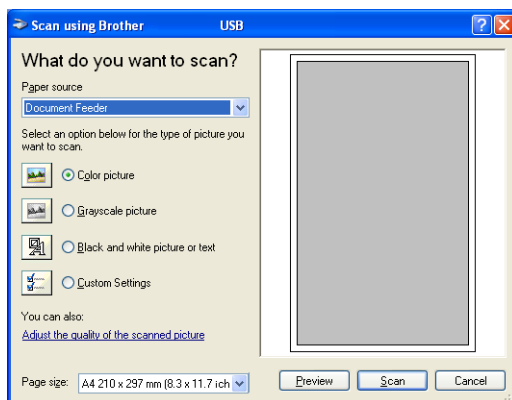 Scan using Brother USB
What do you want to scan?
Paper source
Document Feeder
Select an option below for the type of picture you
want to scan.
Color picture
Grayscale picture
Black and white picture or text
Custom Settings
You can also:
Adjust the quality of the scanned picture
Page size: A4 210 x 297 mm (8.3 x 11.7 ich
Preview Scan Cancel